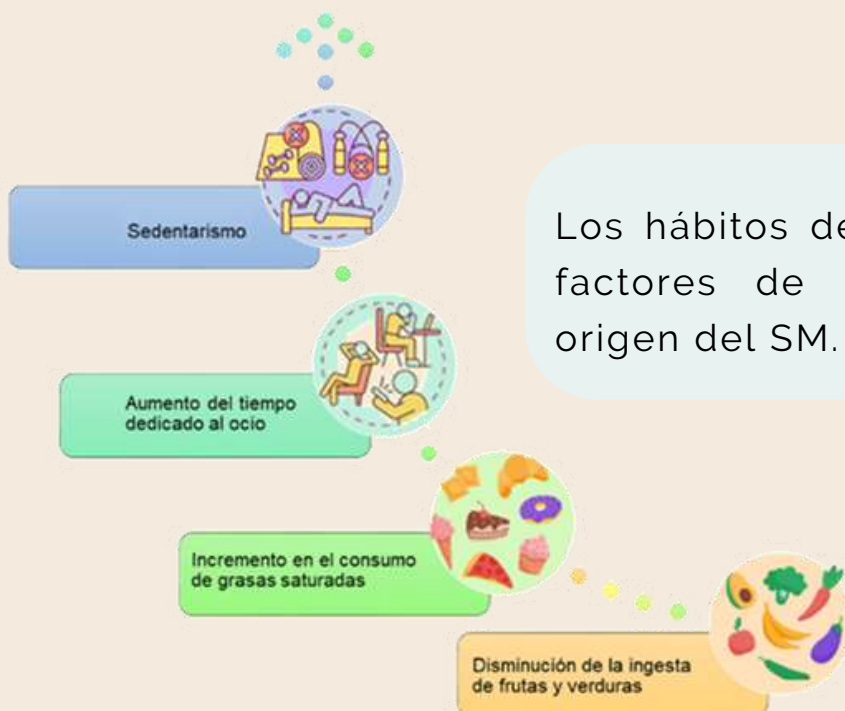 Sedentarismo
Los hábitos de
factores de
origen del SM.
Aumento del tiempo
dedicado al ocio
Incremento en el consumo
de grasas saturadas
Disminución de la ingesta
de frutas y verduras